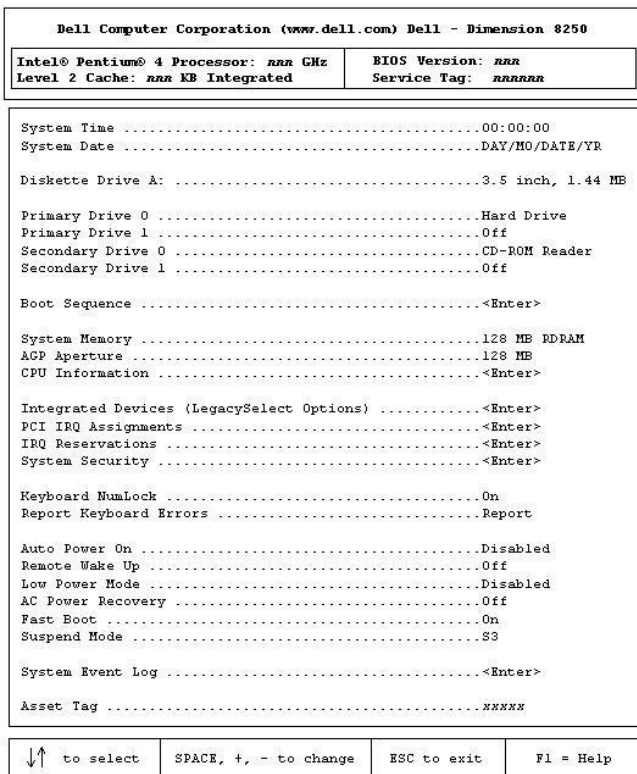 Dell Computer Corporation (www.dell.com) Dell - Dimension 8250
Intel® Pentium® 4 Processor: nnn GHz
Level 2 Cache: nnn KB Integrated
BIOS Version: nnn
Service Tag: nnnnnn
System Time ..........................................00:00:00
System Date ..........................................DAY/MO/DATE/YR
Diskette Drive A: ....................................3.5 inch, 1.44 MB
Primary Drive 0 ......................................Hard Drive
Primary Drive 1 ......................................Off
Secondary Drive 0 ....................................CD-ROM Reader
Secondary Drive 1 ....................................Off
Boot Sequence ........................................<Enter>
System Memory ........................................128 MB RDRAM
AGP Aperture .........................................128 MB
CPU Information ......................................<Enter>
Integrated Devices (LegacySelect Options) ............<Enter>
PCI IRQ Assignments ..................................<Enter>
IRQ Reservations .....................................<Enter>
System Security ......................................<Enter>
Keyboard NumLock .....................................On
Report Keyboard Errors ...............................Report
Auto Power On ........................................Disabled
Remote Wake Up .......................................Off
Low Power Mode .......................................Disabled
AC Power Recovery ....................................Off
Fast Boot ............................................On
Suspend Mode .........................................S3
System Event Log .....................................<Enter>
Asset Tag ............................................xxxxx
↓↑ to select
SPACE, +, - to change
ESC to exit
F1 = Help